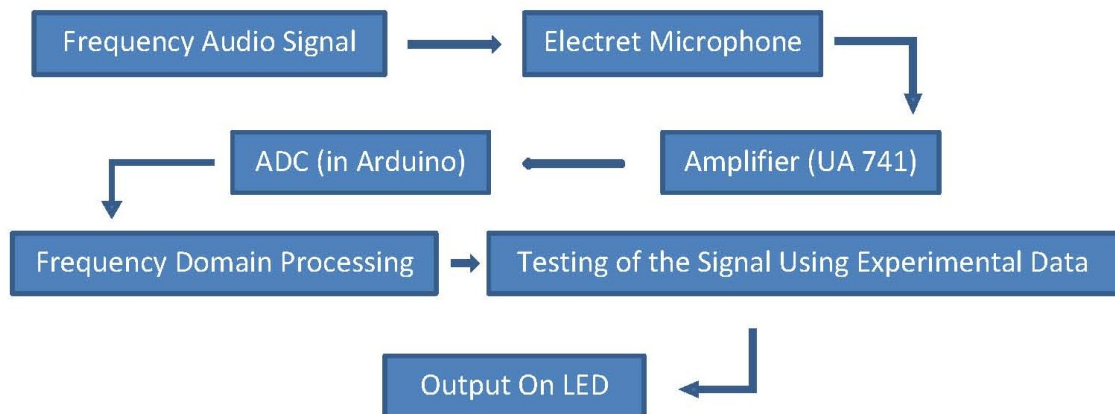 Frequency Audio Signal
Electret Microphone
Amplifier (UA 741)
ADC (in Arduino)
Frequency Domain Processing
Testing of the Signal Using Experimental Data
Output On LED